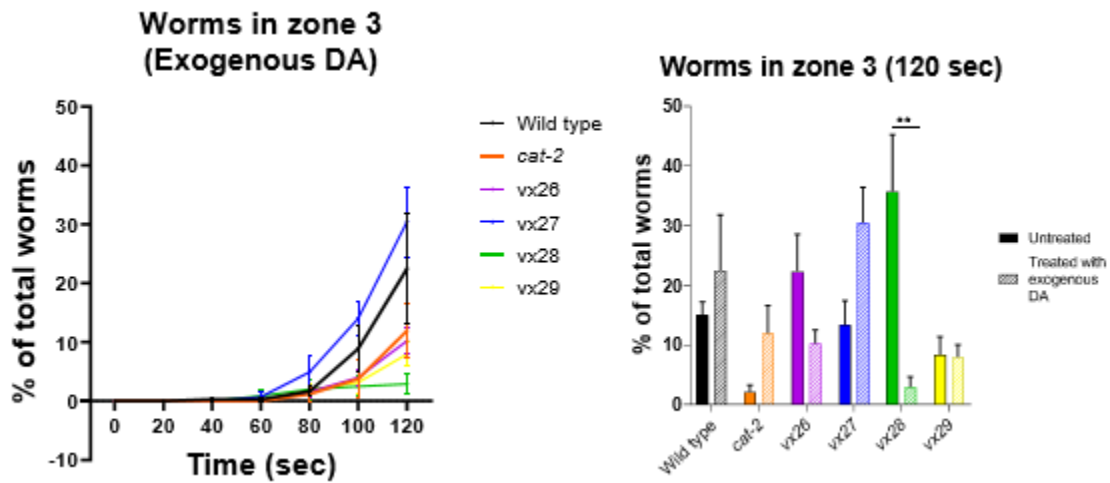 Worms in zone 3
(Exogenous DA)
% of total worms
50
40
30
20
10
0
-10
0 20 40 60 80 100 120
Time (sec)
Wild type
cat-2
vx26
vx27
vx28
vx29
Worms in zone 3 (120 sec)
% of total worms
50
40
30
20
10
0
**
Wild type
cat-2
vx26
vx27
vx28
vx29
Untreated
Treated with
exogenous
DA